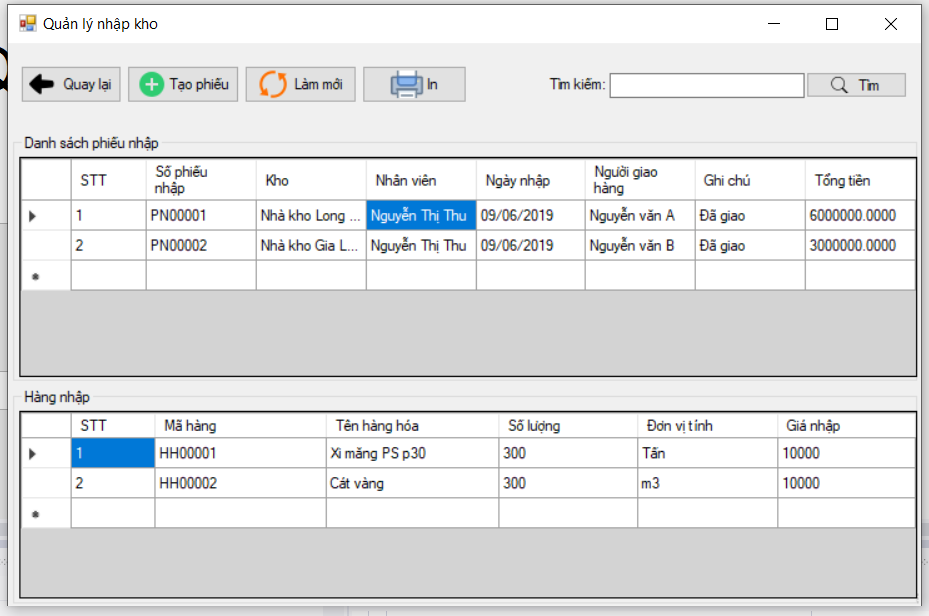 Quản lý nhập kho
Quay lại Tạo phiếu Làm mới In Tìm kiếm: Tìm
Danh sách phiếu nhập
STT Số phiếu nhập Kho Nhân viên Ngày nhập Người giao hàng Ghi chú Tổng tiền
1 PN00001 Nhà kho Long ... Nguyễn Thị Thu 09/06/2019 Nguyễn văn A Đã giao 6000000.0000
2 PN00002 Nhà kho Gia L... Nguyễn Thị Thu 09/06/2019 Nguyễn văn B Đã giao 3000000.0000
Hàng nhập
STT Mã hàng Tên hàng hóa Số lượng Đơn vị tính Giá nhập
1 HH00001 Xi măng PS p30 300 Tấn 10000
2 HH00002 Cát vàng 300 m3 10000